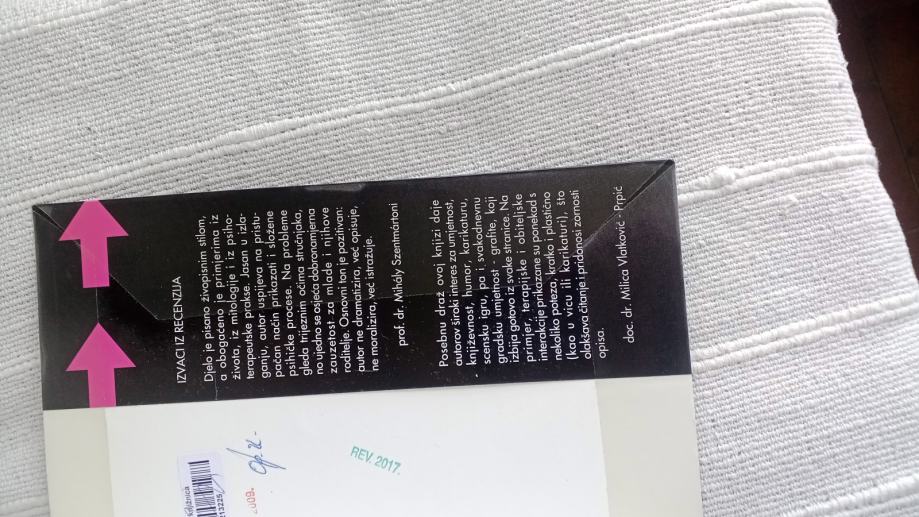 IZVACI IZ RECENZIJA
Djelo je pisano živopisnim stilom,
a obogaćeno je primjerima iz
života, iz mitologije i iz psiho-
terapeutske prakse. Jasan u izla-
ganju, autor uspijeva na pristu-
pačan način prikazati i složene
psihičke procese. Na probleme
gleda trijeznim očima stručnjaka,
no ujedno se osjeća dobronamjerna
zauzetost za mlade i njihove
roditelje. Osnovni ton je pozitivan:
autor ne dramatizira, već opisuje,
ne moralizira, već istražuje.
prof. dr. Mihály Szentmártoni
Posebnu draž ovoj knjizi daje
autorov široki interes za umjetnost,
književnost, humor, karikaturu,
scensku igru, pa i svakodnevnu
gradsku umjetnost - grafite, koji
izbija gotovo iz svake stranice. Na
primjer, terapijske i obiteljske
interakcije prikazane su ponekad s
nekoliko poteza, kratko i plastično
(kao u vicu ili karikaturi), što
olakšava čitanje i pridonosi zornosti
opisa.
doc. dr. Milica Vlatković - Prpić
knjižnica
213225
2009.
REV. 2017.